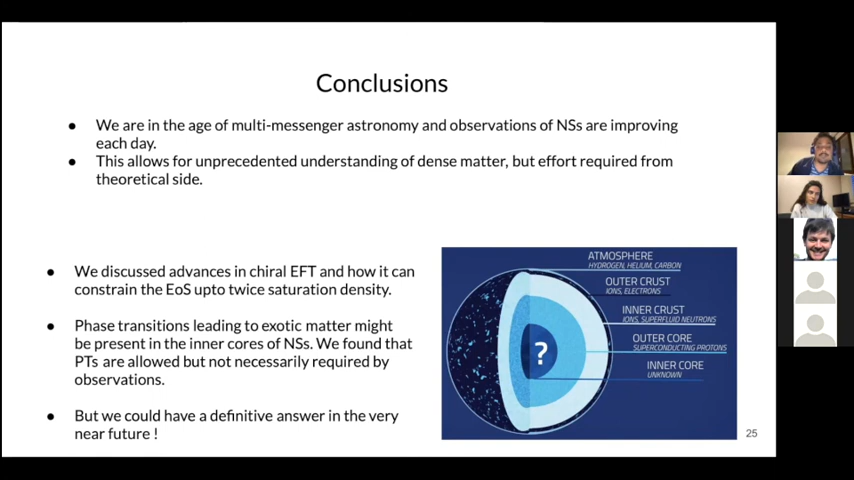 Conclusions
● We are in the age of multi-messenger astronomy and observations of NSs are improving
each day.
● This allows for unprecedented understanding of dense matter, but effort required from
theoretical side.
● We discussed advances in chiral EFT and how it can
constrain the EoS upto twice saturation density.
● Phase transitions leading to exotic matter might
be present in the inner cores of NSs. We found that
PTs are allowed but not necessarily required by
observations.
● But we could have a definitive answer in the very
near future !
ATMOSPHERE
HYDROGEN, HELIUM, CARBON
OUTER CRUST
IONS, ELECTRONS
INNER CRUST
IONS, SUPERFLUID NEUTRONS
OUTER CORE
SUPERCONDUCTING PROTONS
INNER CORE
UNKNOWN
?
25